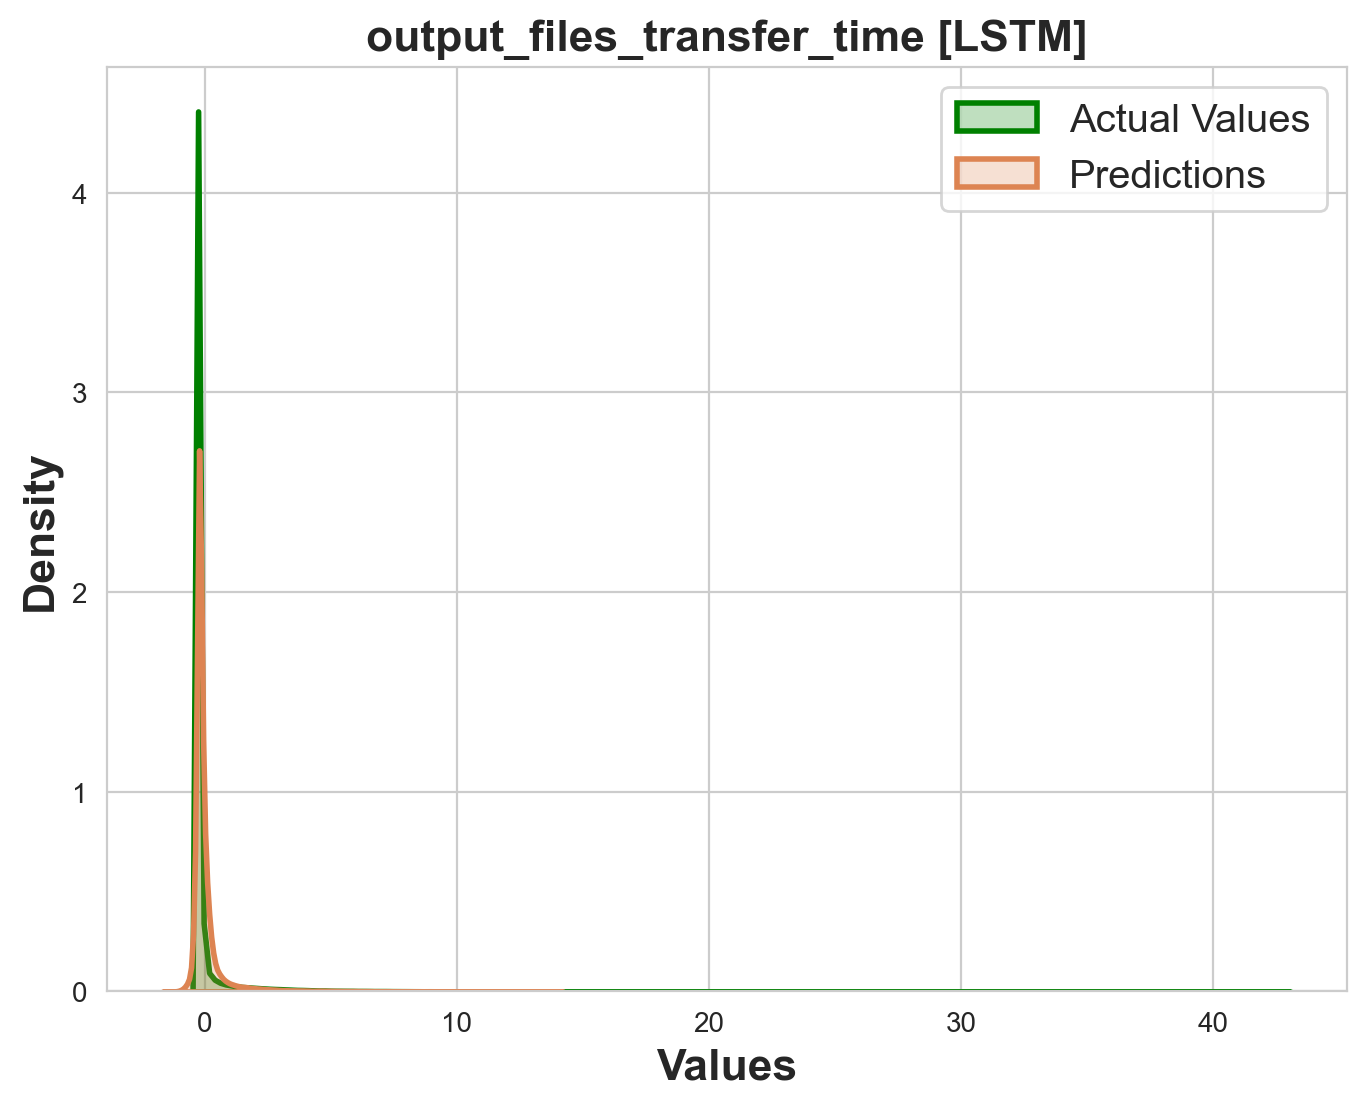 output_files_transfer_time [LSTM]
Actual Values
Predictions
Density
4
3
2
1
0
0 10 20 30 40
Values